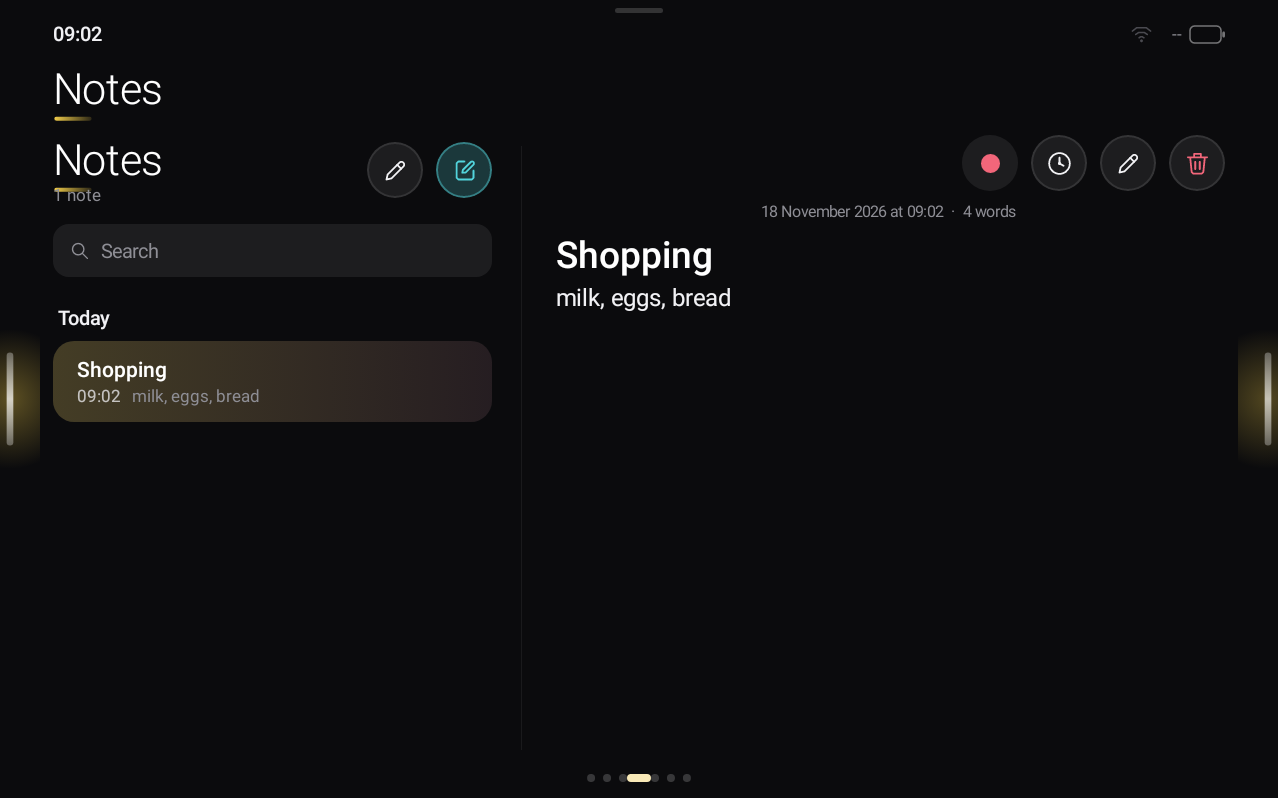 09:02
--
Notes
Notes
1 note
Search
Today
Shopping
09:02 milk, eggs, bread
18 November 2026 at 09:02 · 4 words
Shopping
milk, eggs, bread